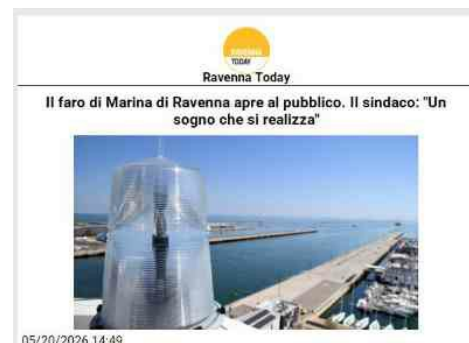 TODAY
Ravenna Today
Il faro di Marina di Ravenna apre al pubblico. Il sindaco: "Un
sogno che si realizza"
05/20/2026 14:49